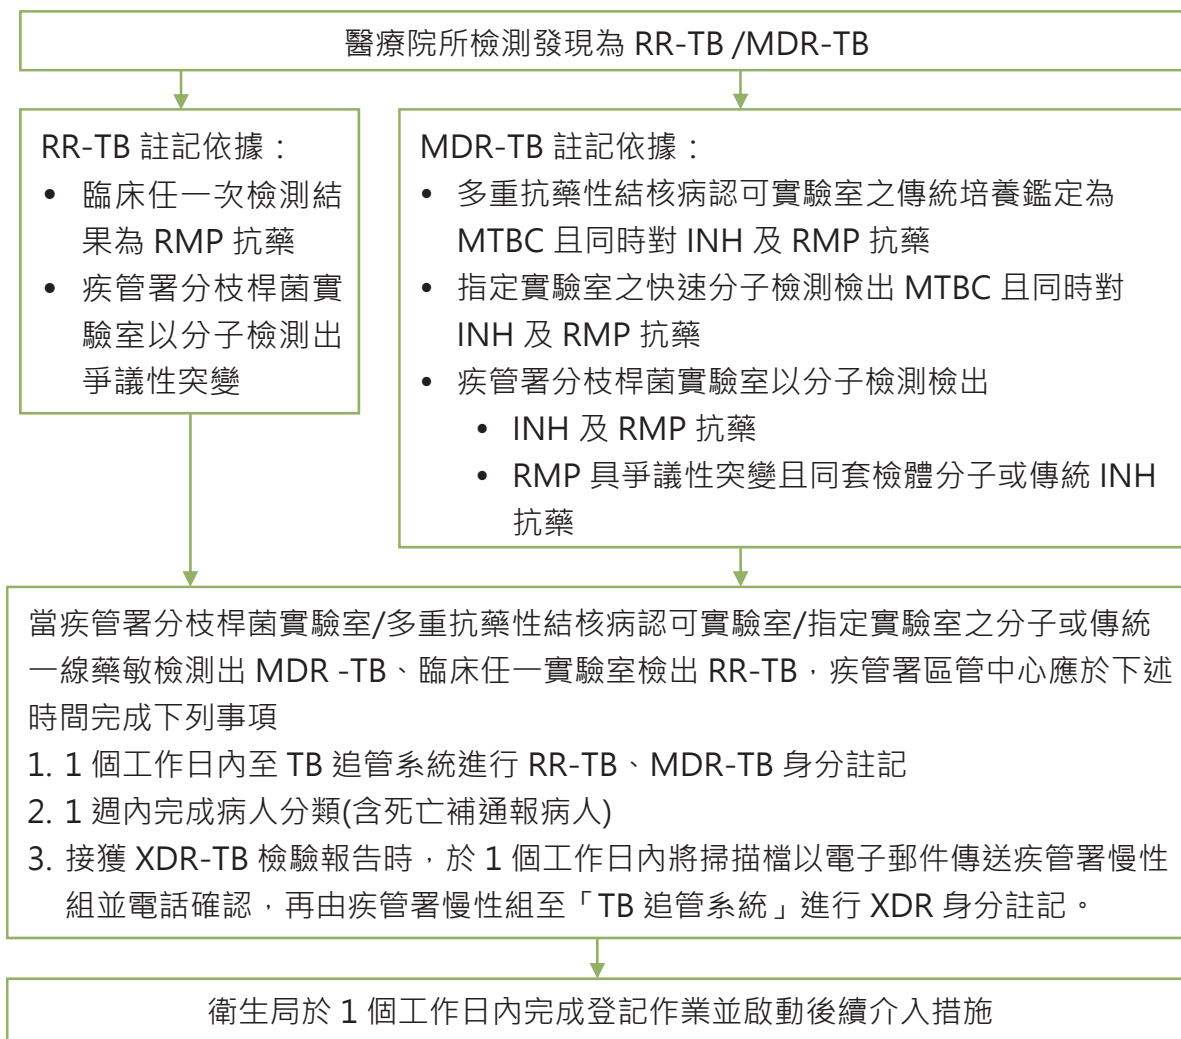 醫療院所檢測發現為 RR-TB /MDR-TB
RR-TB 註記依據：
• 臨床任一次檢測結
果為 RMP 抗藥
• 疾管署分枝桿菌實
驗室以分子檢測出
爭議性突變
MDR-TB 註記依據：
• 多重抗藥性結核病認可實驗室之傳統培養鑑定為
MTBC 且同時對 INH 及 RMP 抗藥
• 指定實驗室之快速分子檢測檢出 MTBC 且同時對
INH 及 RMP 抗藥
• 疾管署分枝桿菌實驗室以分子檢測檢出
• INH 及 RMP 抗藥
• RMP 具爭議性突變且同套檢體分子或傳統 INH
抗藥
當疾管署分枝桿菌實驗室/多重抗藥性結核病認可實驗室/指定實驗室之分子或傳統
一線藥敏檢測出 MDR -TB、臨床任一實驗室檢出 RR-TB，疾管署區管中心應於下述
時間完成下列事項
1. 1 個工作日內至 TB 追管系統進行 RR-TB、MDR-TB 身分註記
2. 1 週內完成病人分類(含死亡補通報病人)
3. 接獲 XDR-TB 檢驗報告時，於 1 個工作日內將掃描檔以電子郵件傳送疾管署慢性
組並電話確認，再由疾管署慢性組至「TB 追管系統」進行 XDR 身分註記。
衛生局於 1 個工作日內完成登記作業並啟動後續介入措施